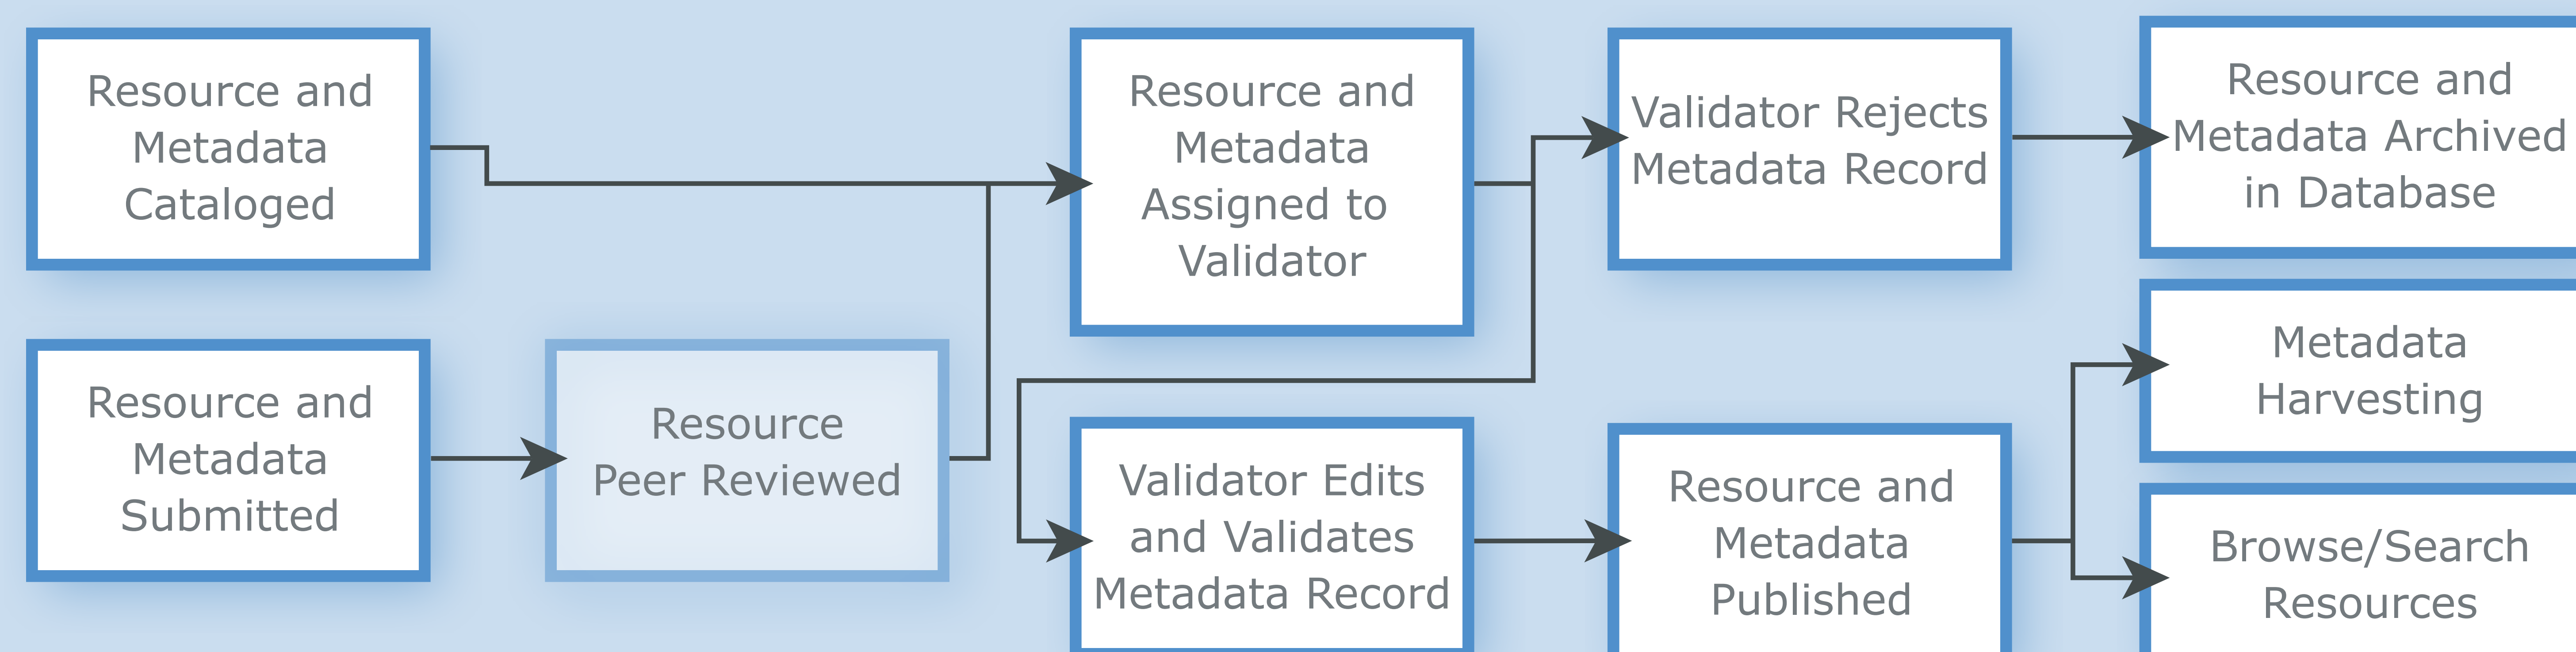 Resource and
Metadata
Cataloged
Resource and
Metadata
Assigned to
Validator
Validator Rejects
Metadata Record
Resource and
Metadata Archived
in Database
Resource and
Metadata
Submitted
Resource
Peer Reviewed
Validator Edits
and Validates
Metadata Record
Resource and
Metadata
Published
Metadata
Harvesting
Browse/Search
Resources